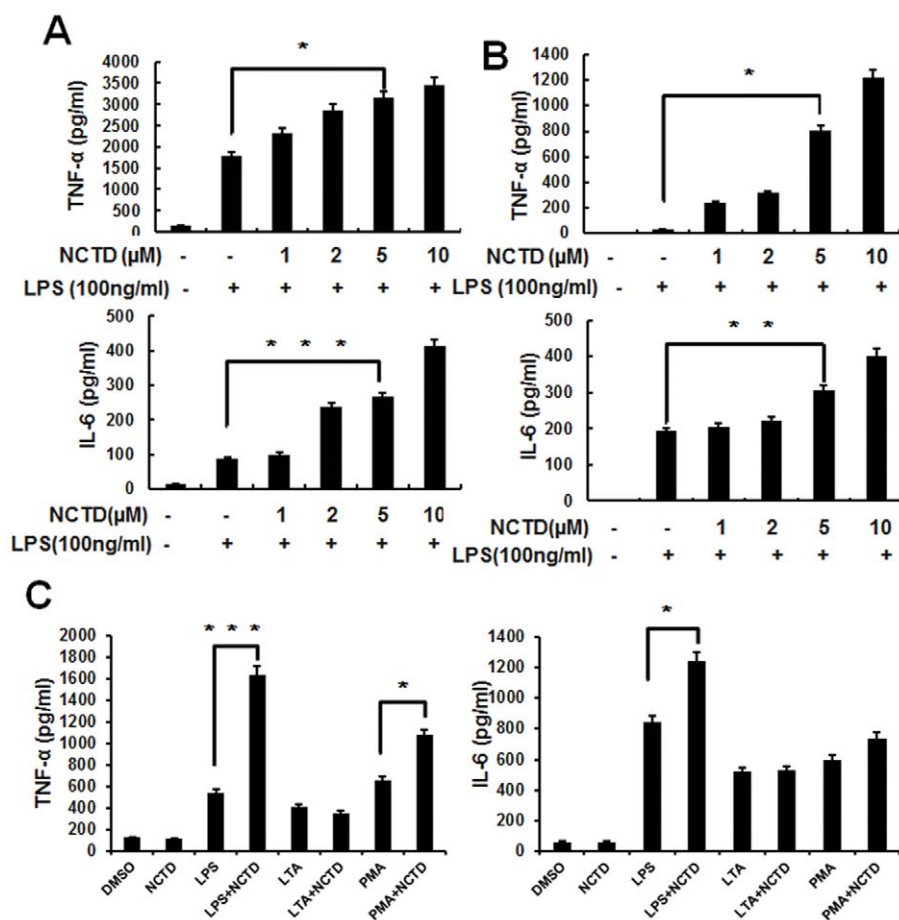 A
*
4000
3500
3000
2500
2000
1500
1000
500
0
TNF-α (pg/ml)
NCTD (μM) - - 1 2 5 10
LPS (100ng/ml) - + + + + +
B
*
1400
1200
1000
800
600
400
200
0
TNF-α (pg/ml)
NCTD (μM) - - 1 2 5 10
LPS (100ng/ml) - + + + + +
* * *
500
400
300
200
100
0
IL-6 (pg/ml)
NCTD(μM) - - 1 2 5 10
LPS(100ng/ml) - + + + + +
* *
500
400
300
200
100
0
IL-6 (pg/ml)
NCTD(μM) - - 1 2 5 10
LPS(100ng/ml) - + + + + +
C
* * *
*
2000
1800
1600
1400
1200
1000
800
600
400
200
0
TNF-α (pg/ml)
DMSO NCTD LPS LPS+NCTD LTA LTA+NCTD PMA PMA+NCTD
*
1400
1200
1000
800
600
400
200
0
IL-6 (pg/ml)
DMSO NCTD LPS LPS+NCTD LTA LTA+NCTD PMA PMA+NCTD